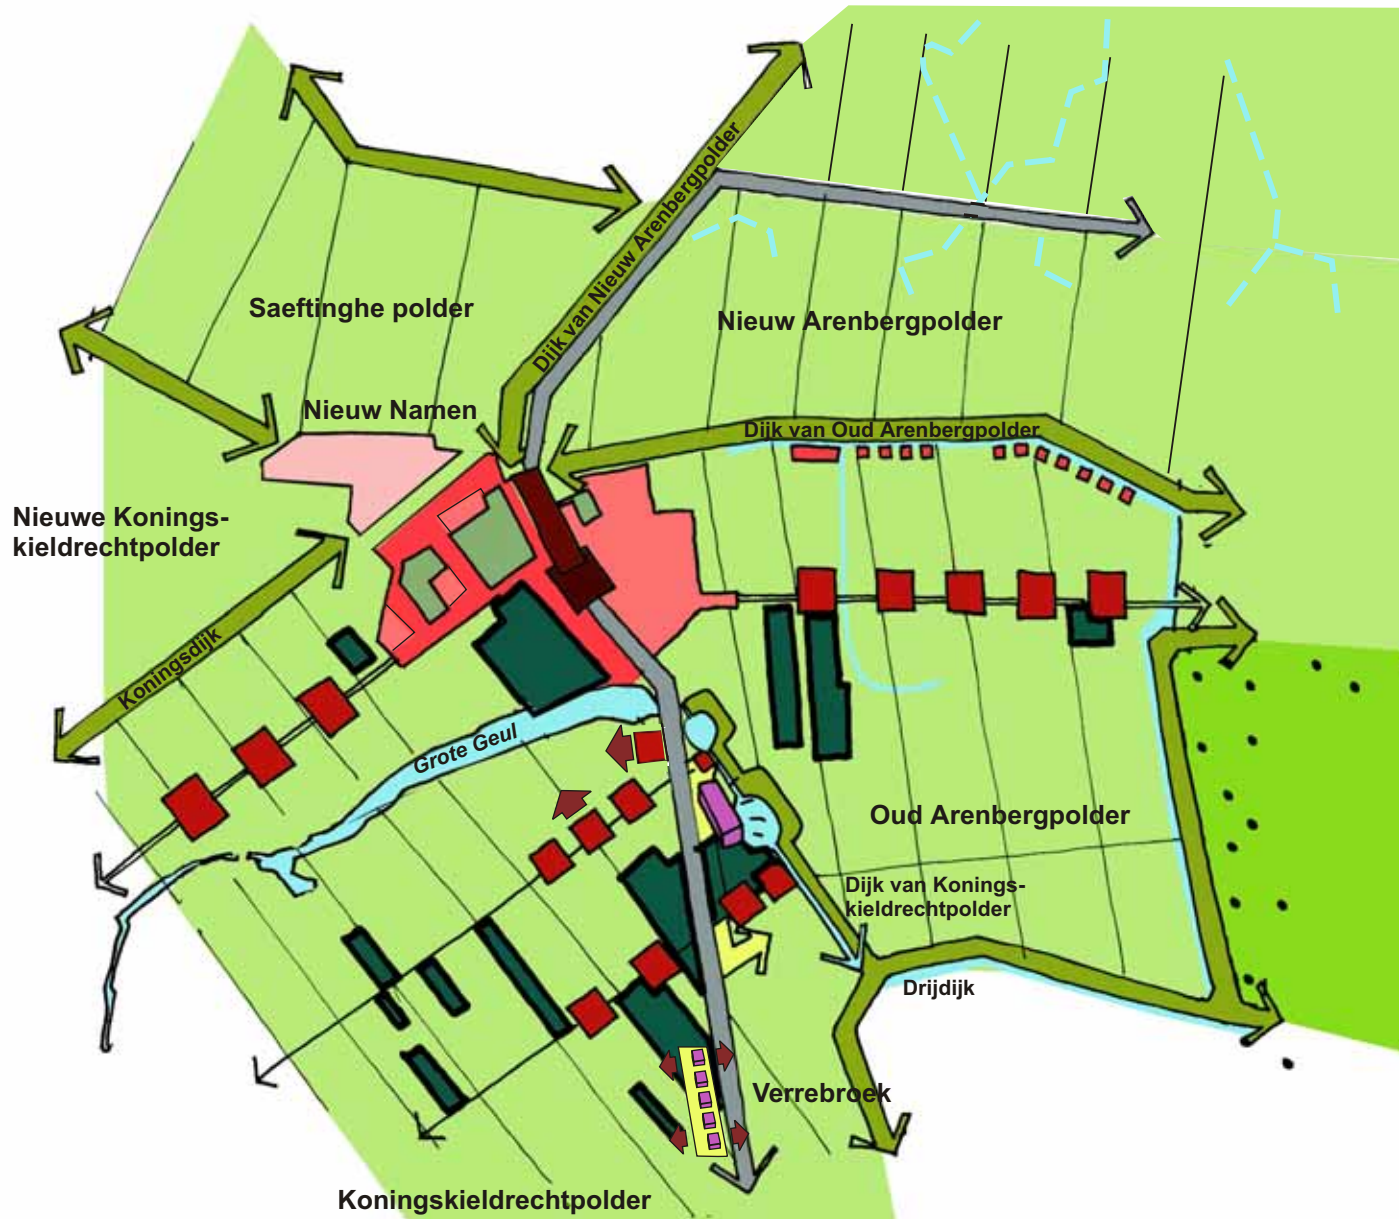 Dijk van Nieuw Arenbergpolder
Saeftinghe polder
Nieuw Arenbergpolder
Nieuw Namen
Dijk van Oud Arenbergpolder
Nieuwe Konings-
kieldrechtpolder
Koningsdijk
Grote Geul
Oud Arenbergpolder
Dijk van Konings-
kieldrechtpolder
Drijdijk
Verrebroek
Koningskieldrechtpolder